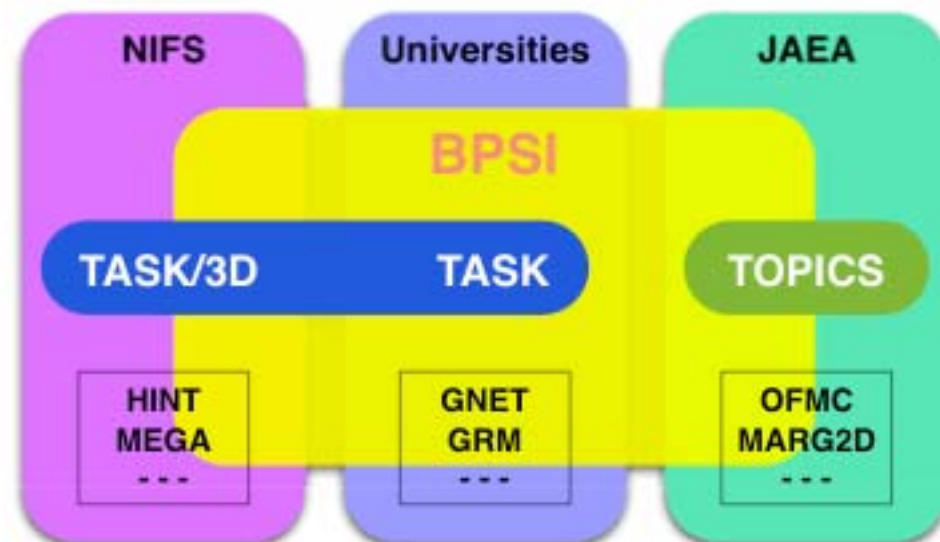 NIFS Universities JAEA
BPSI
TASK/3D TASK TOPICS
HINT GNET OFMC
MEGA GRM MARG2D
- - - - - - - - -